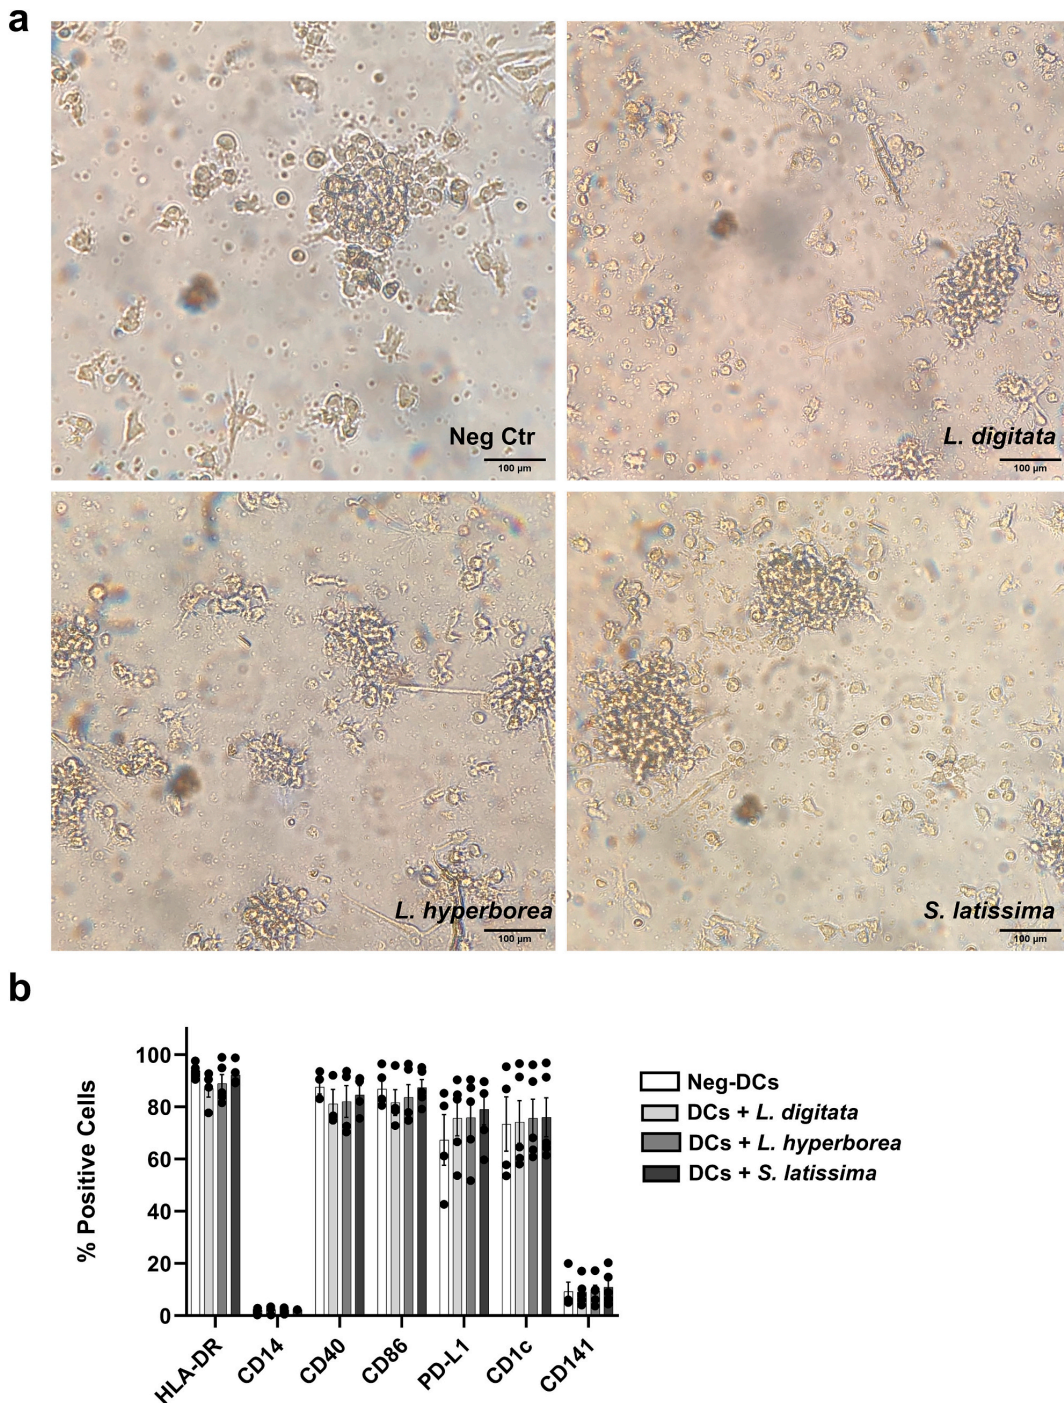 a
Neg Ctr
100 µm
L. digitata
100 µm
L. hyperborea
100 µm
S. latissima
100 µm
b
% Positive Cells
100
80
60
40
20
0
HLA-DR
CD14
CD40
CD86
PD-L1
CD1c
CD141
Neg-DCs
DCs + L. digitata
DCs + L. hyperborea
DCs + S. latissima